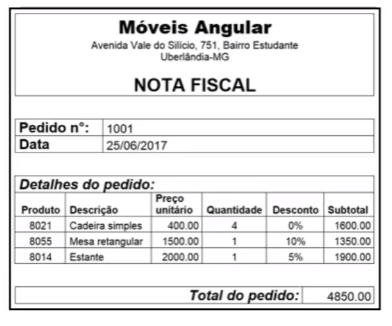 Móveis Angular
Avenida Vale do Silício, 751, Bairro Estudante
Uberlândia-MG
NOTA FISCAL
Pedido n°: 1001
Data 25/06/2017
Detalhes do pedido:
Produto Descrição Preço unitário Quantidade Desconto Subtotal
8021 Cadeira simples 400.00 4 0% 1600.00
8055 Mesa retangular 1500.00 1 10% 1350.00
8014 Estante 2000.00 1 5% 1900.00
Total do pedido: 4850.00